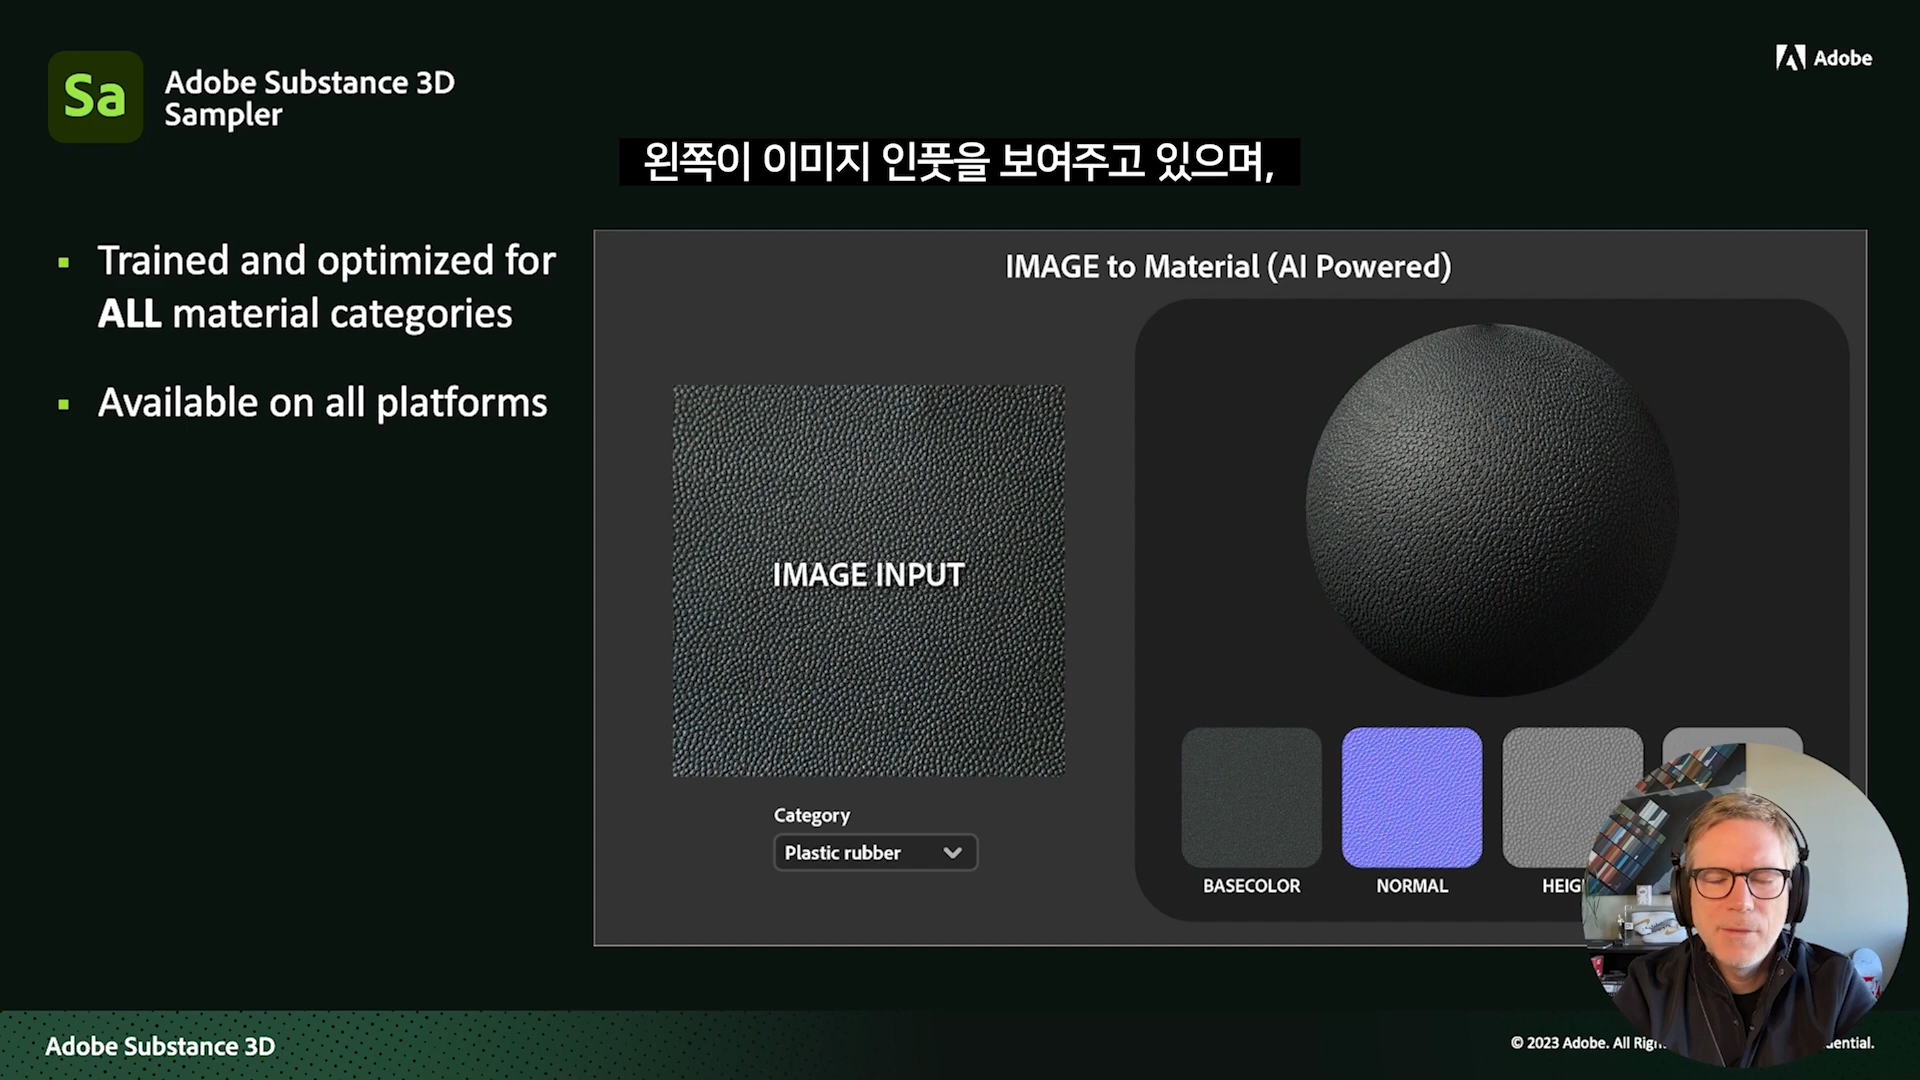 Sa
Adobe Substance 3D
Sampler
Adobe
왼쪽이 이미지 인풋을 보여주고 있으며,
▪ Trained and optimized for
ALL material categories
▪ Available on all platforms
IMAGE to Material (AI Powered)
IMAGE INPUT
Category
Plastic rubber
BASECOLOR
NORMAL
Adobe Substance 3D
© 2023 Adobe. All